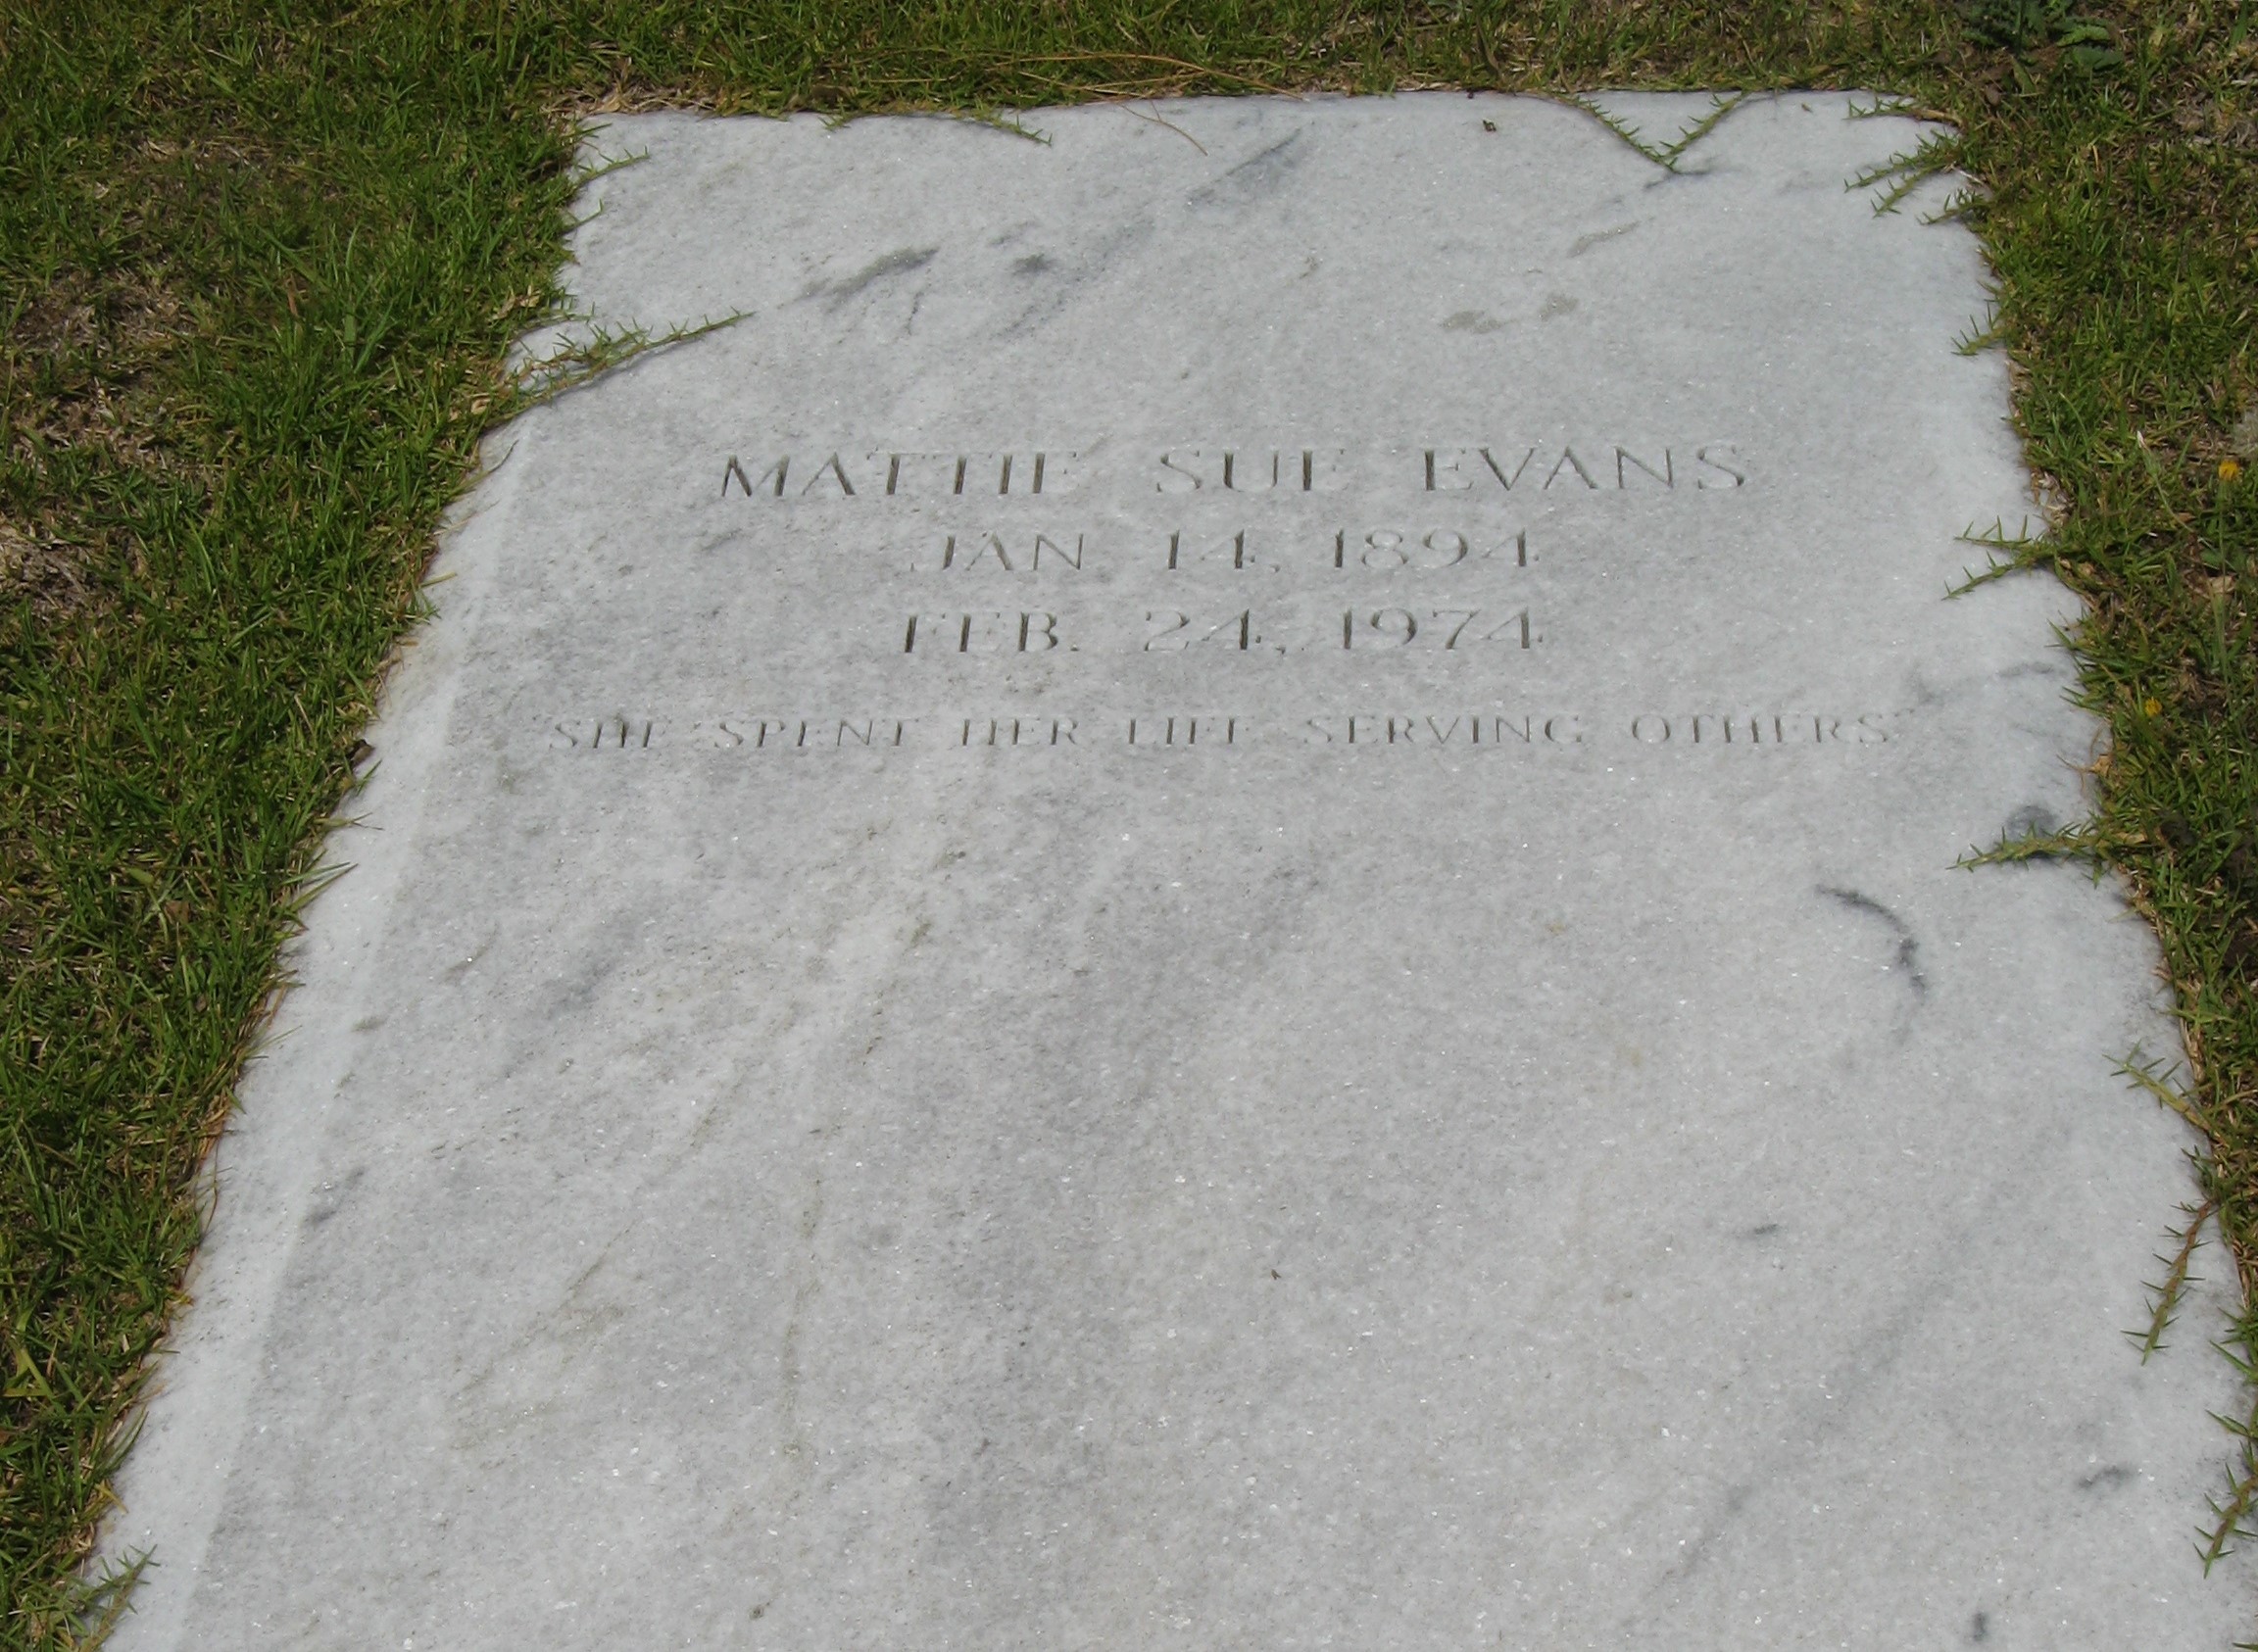 MATTIE SUE EVANS
JAN 14, 1894
FEB. 24, 1974
SHE SPENT HER LIFE SERVING OTHERS